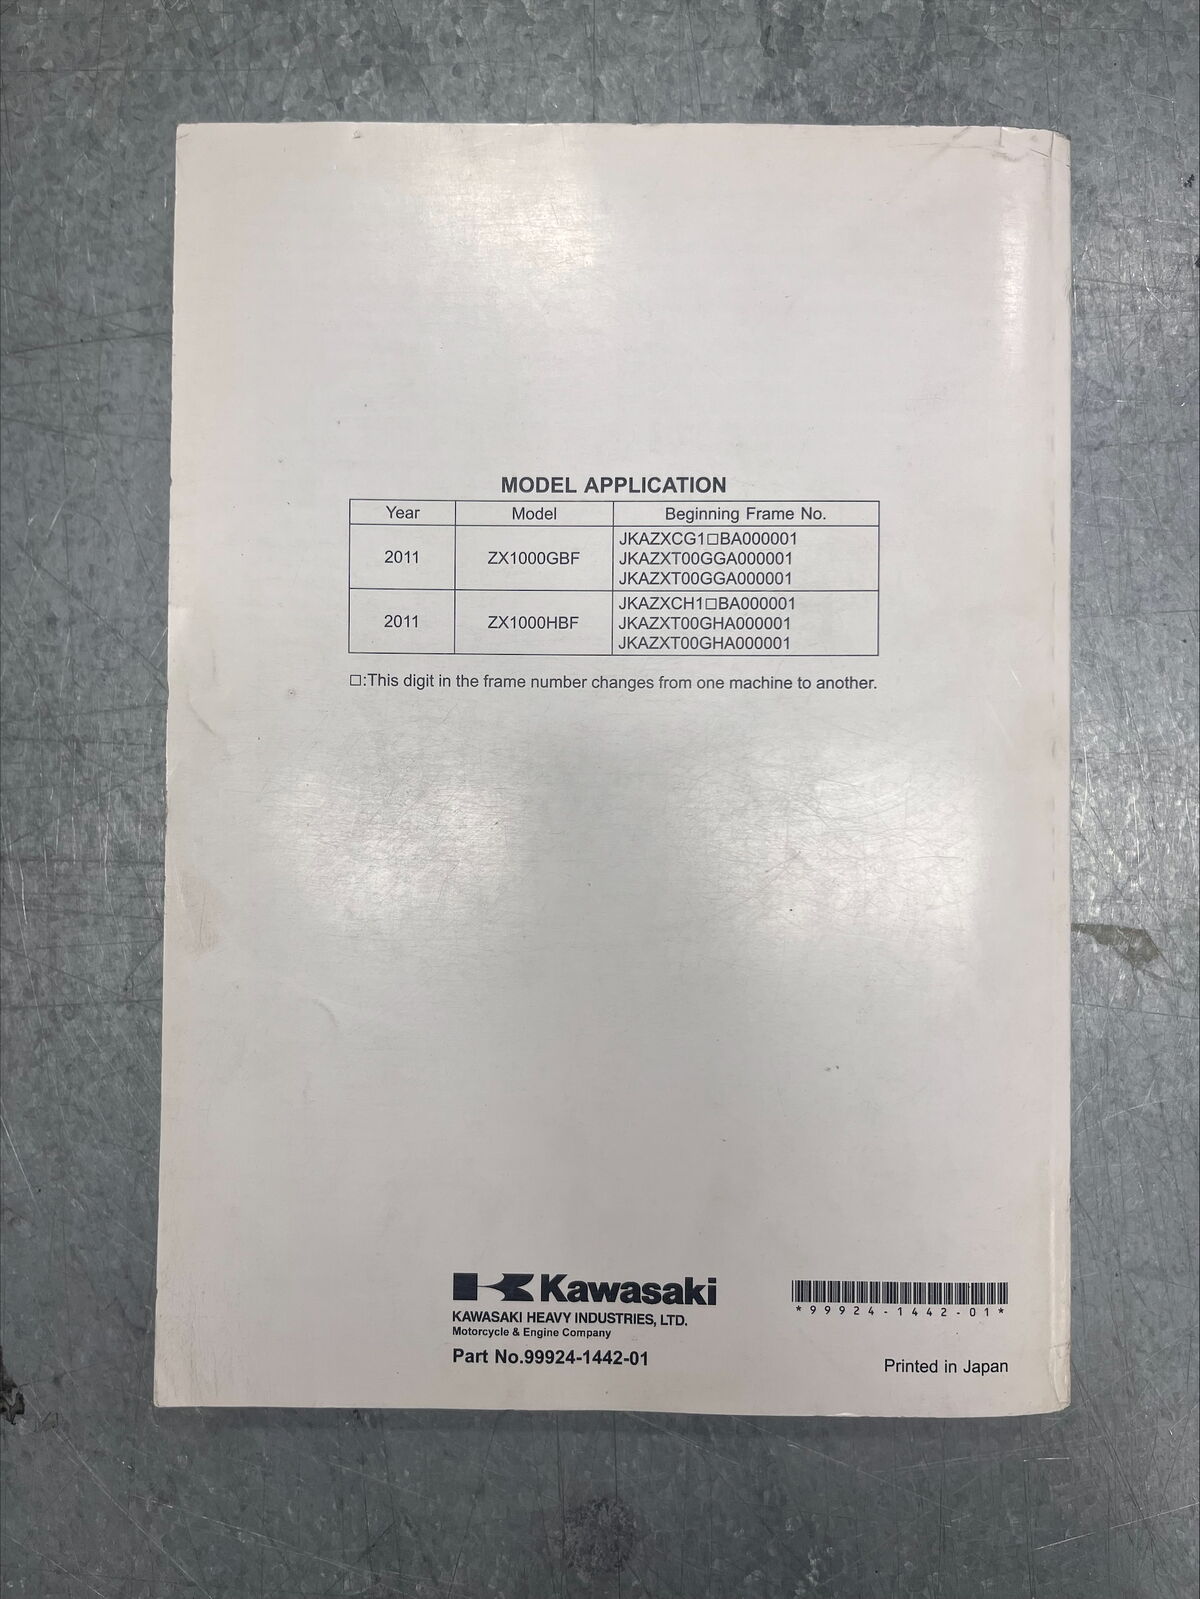 MODEL APPLICATION
Year Model Beginning Frame No.
2011 ZX1000GBF JKAZXCG1□BA000001
JKAZXT00GGA000001
JKAZXT00GGA000001
2011 ZX1000HBF JKAZXCH1□BA000001
JKAZXT00GHA000001
JKAZXT00GHA000001
□:This digit in the frame number changes from one machine to another.
Kawasaki
KAWASAKI HEAVY INDUSTRIES, LTD.
Motorcycle & Engine Company
Part No.99924-1442-01
*99924-1442-01*
Printed in Japan